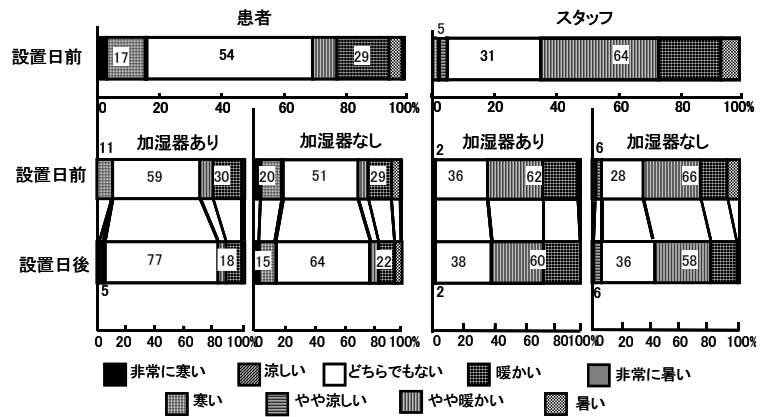 患者 スタッフ
設置日前 17 54 29 5 31 64
0 20 40 60 80 100% 0 20 40 60 80 100%
加湿器あり 加湿器なし 加湿器あり 加湿器なし
設置日前 11 59 30 20 51 29 2 36 62 6 28 66
設置日後 5 77 18 15 64 22 2 38 60 6 36 58
0 20 40 60 80 100% 0 20 40 60 80 100% 0 20 40 60 80 100% 0 20 40 60 80 100%
非常に寒い 涼しい どちらでもない 暖かい 非常に暑い
寒い やや涼しい やや暖かい 暑い